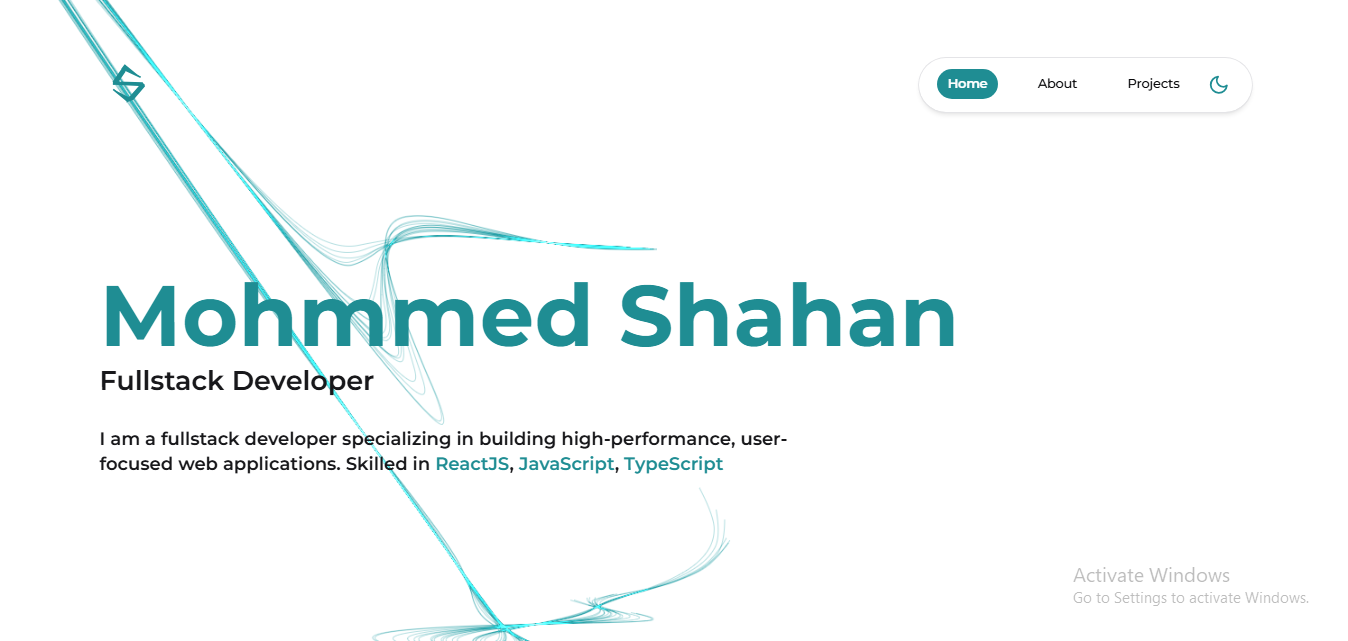 Home About Projects
Mohmmed Shahan
Fullstack Developer
I am a fullstack developer specializing in building high-performance, user-
focused web applications. Skilled in ReactJS, JavaScript, TypeScript
Activate Windows
Go to Settings to activate Windows.